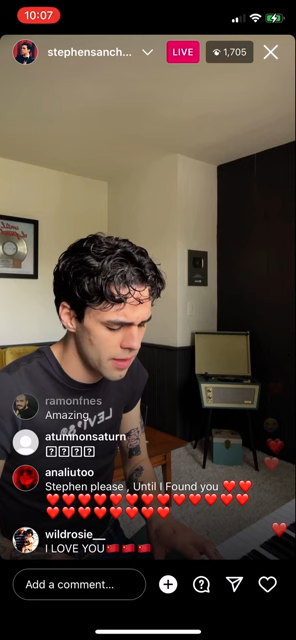 10:07
stephensanch...
LIVE
1,705
ramonfnes
Amazing
atumnonsaturn
analiutoo
Stephen please , Until I found you ❤️❤️
❤️❤️❤️❤️❤️❤️❤️❤️❤️❤️❤️❤️❤️
❤️❤️❤️❤️❤️❤️❤️❤️
wildrosie__
I LOVE YOU🇨🇳🇨🇳🇨🇳
LEVI'S
Add a comment...